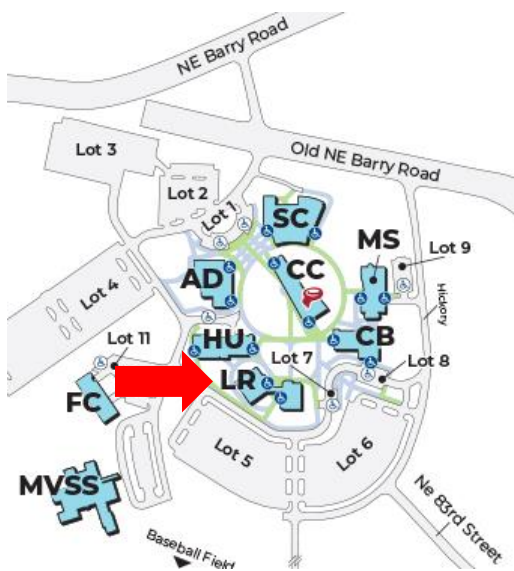 NE Barry Road
Old NE Barry Road
Lot 3
Lot 2
Lot 1
SC
MS
Lot 9
CC
AD
Lot 4
Hickory
HU
CB
Lot 11
Lot 7
Lot 8
LR
FC
Lot 5
Lot 6
MVSS
Ne 83rd Street
Baseball Field